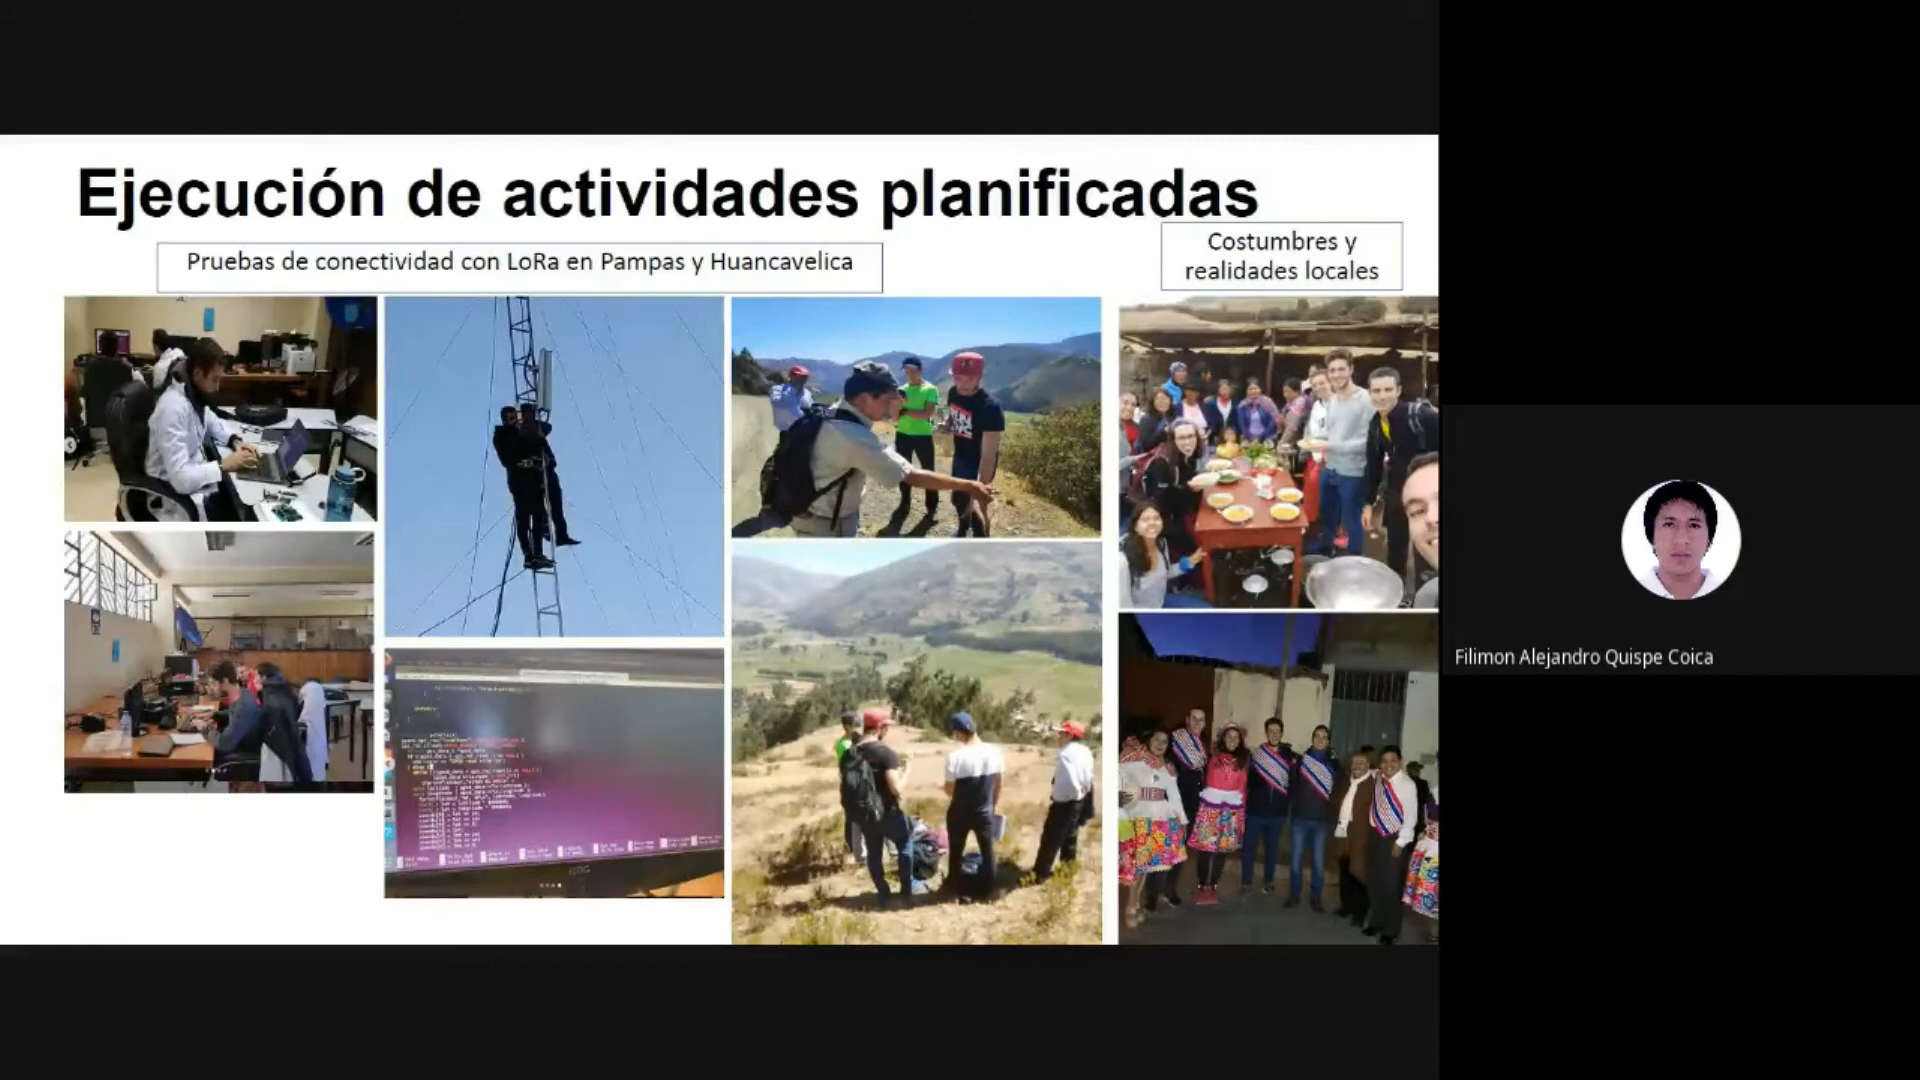 Ejecución de actividades planificadas
Pruebas de conectividad con LoRa en Pampas y Huancavelica
Costumbres y
realidades locales
Filimon Alejandro Quispe Coica